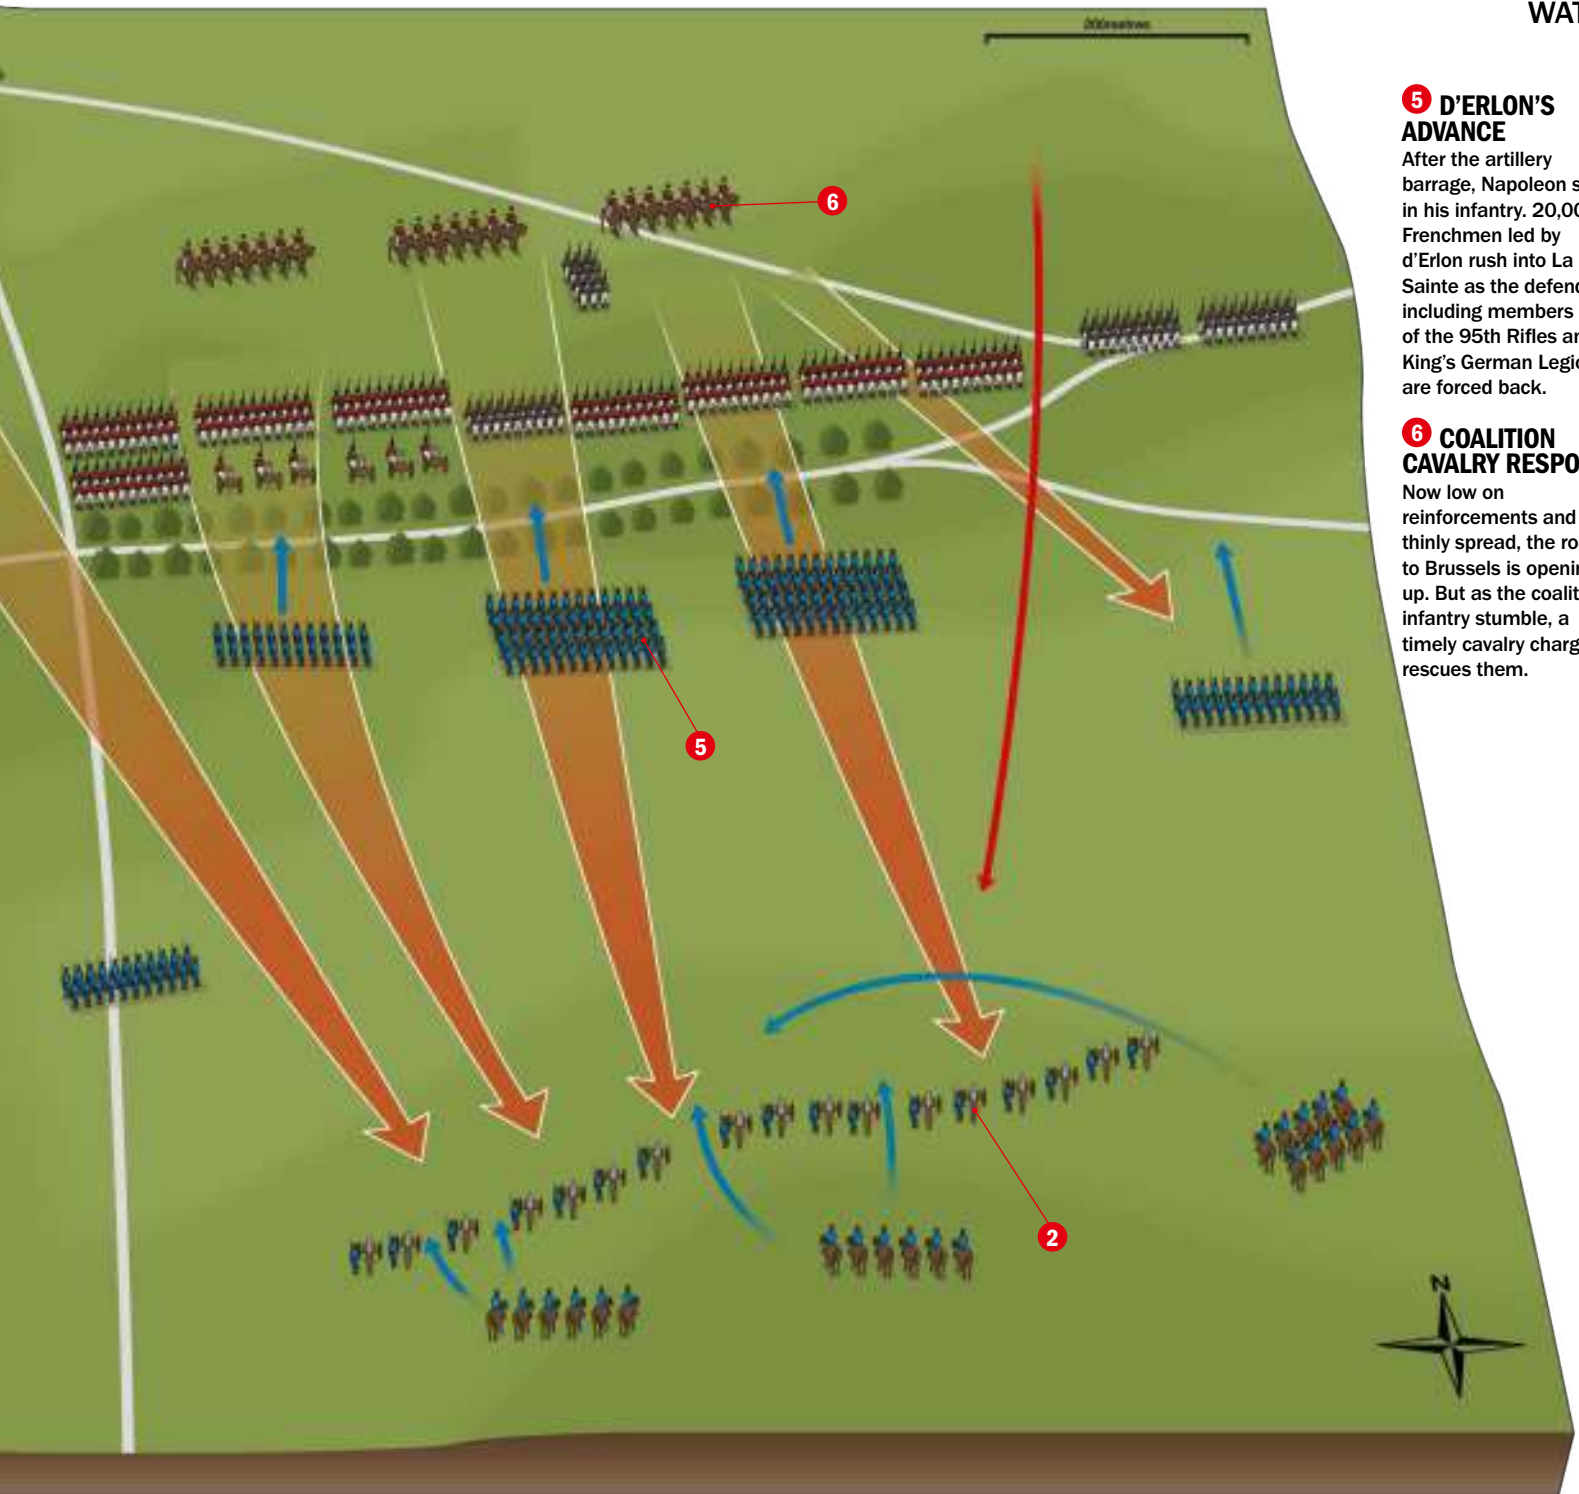 WAT
200metres
5 D'ERLON'S
ADVANCE
After the artillery
barrage, Napoleon s
in his infantry. 20,00
Frenchmen led by
d'Erlon rush into La
Sainte as the defend
including members
of the 95th Rifles an
King's German Legio
are forced back.
6 COALITION
CAVALRY RESPO
Now low on
reinforcements and
thinly spread, the ro
to Brussels is openin
up. But as the coalit
infantry stumble, a
timely cavalry charg
rescues them.
6
5
2
N